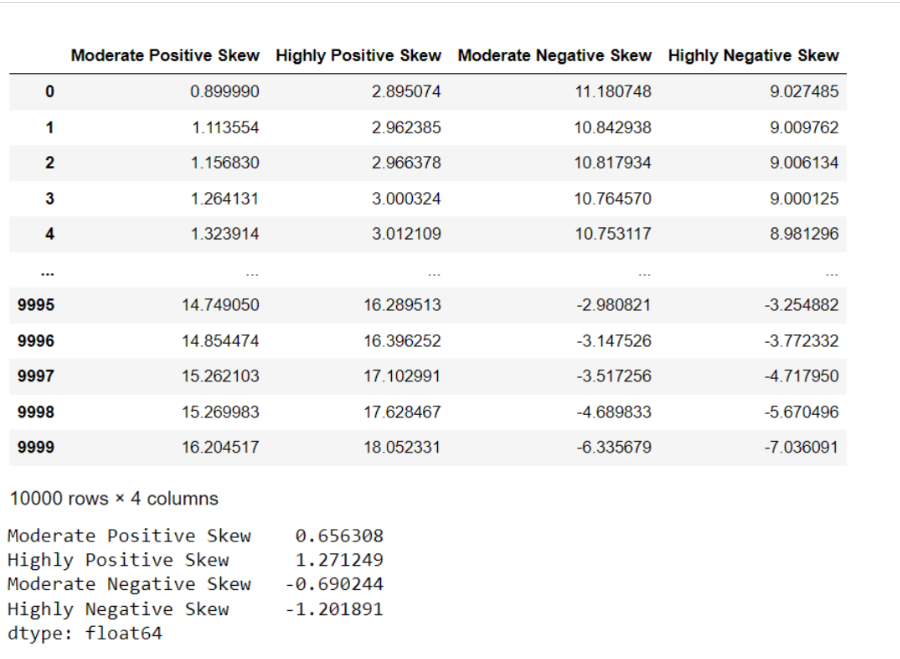 Moderate Positive Skew Highly Positive Skew Moderate Negative Skew Highly Negative Skew
0 0.899990 2.895074 11.180748 9.027485
1 1.113554 2.962385 10.842938 9.009762
2 1.156830 2.966378 10.817934 9.006134
3 1.264131 3.000324 10.764570 9.000125
4 1.323914 3.012109 10.753117 8.981296
... ... ... ... ...
9995 14.749050 16.289513 -2.980821 -3.254882
9996 14.854474 16.396252 -3.147526 -3.772332
9997 15.262103 17.102991 -3.517256 -4.717950
9998 15.269983 17.628467 -4.689833 -5.670496
9999 16.204517 18.052331 -6.335679 -7.036091
10000 rows × 4 columns
Moderate Positive Skew 0.656308
Highly Positive Skew 1.271249
Moderate Negative Skew -0.690244
Highly Negative Skew -1.201891
dtype: float64